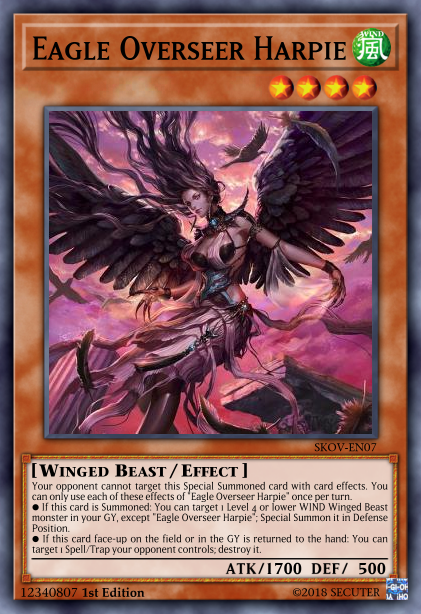 EAGLE OVERSEER HARPIE
WIND
風
SKOV-EN07
[WINGED BEAST / EFFECT]
Your opponent cannot target this Special Summoned card with card effects. You
can only use each of these effects of "Eagle Overseer Harpie" once per turn.
● If this card is Summoned: You can target 1 Level 4 or lower WIND Winged Beast
monster in your GY, except "Eagle Overseer Harpie"; Special Summon it in Defense
Position.
● If this card face-up on the field or in the GY is returned to the hand: You can
target 1 Spell/Trap your opponent controls; destroy it.
ATK/1700 DEF/ 500
12340807 1st Edition ©2018 SECUTER